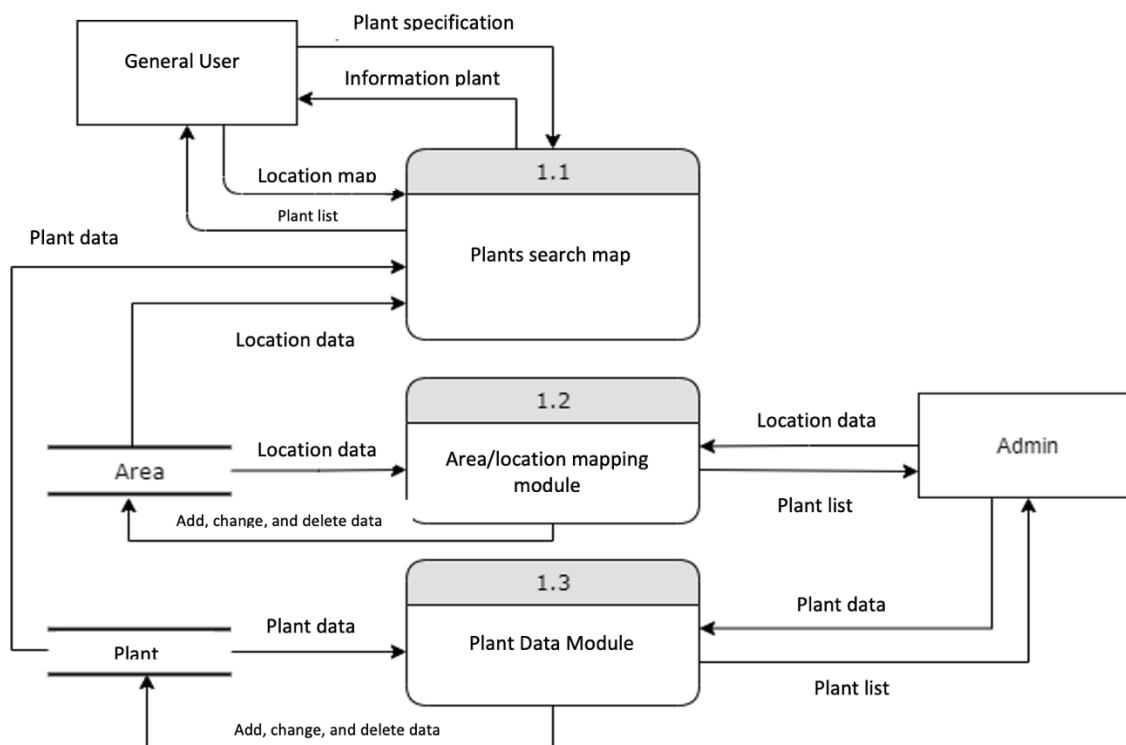 Plant specification
General User
Information plant
1.1
Location map
Plant list
Plant data
Plants search map
Location data
1.2
Location data
Location data
Area
Area/location mapping
module
Admin
Plant list
Add, change, and delete data
1.3
Plant data
Plant data
Plant
Plant Data Module
Plant list
Add, change, and delete data